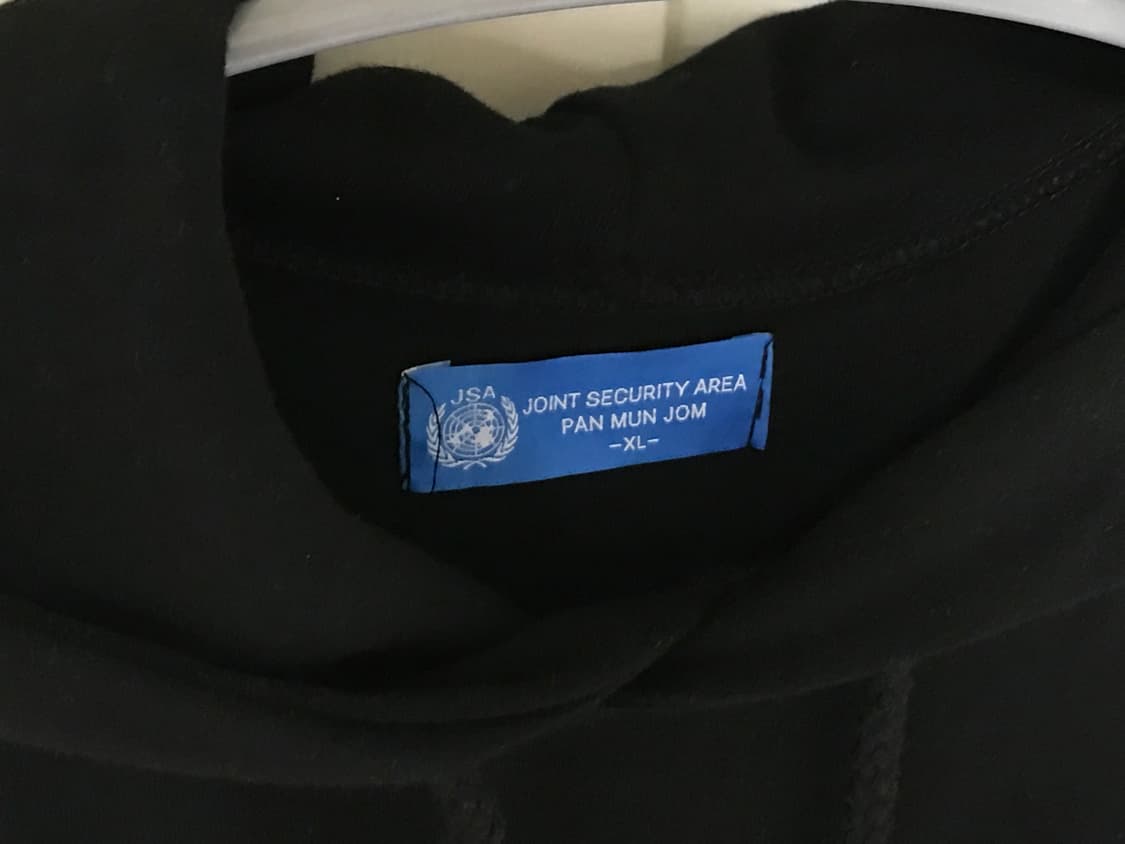 JSA
JOINT SECURITY AREA
PAN MUN JOM
-XL-